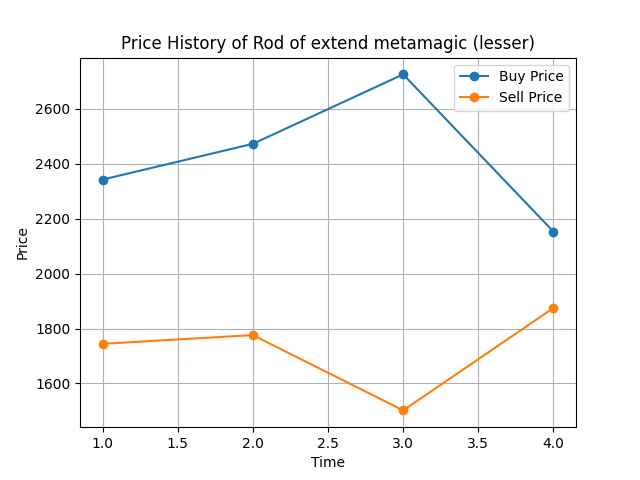 Price History of Rod of extend metamagic (lesser)
Buy Price
Sell Price
2600
2400
2200
2000
1800
1600
Price
1.0 1.5 2.0 2.5 3.0 3.5 4.0
Time